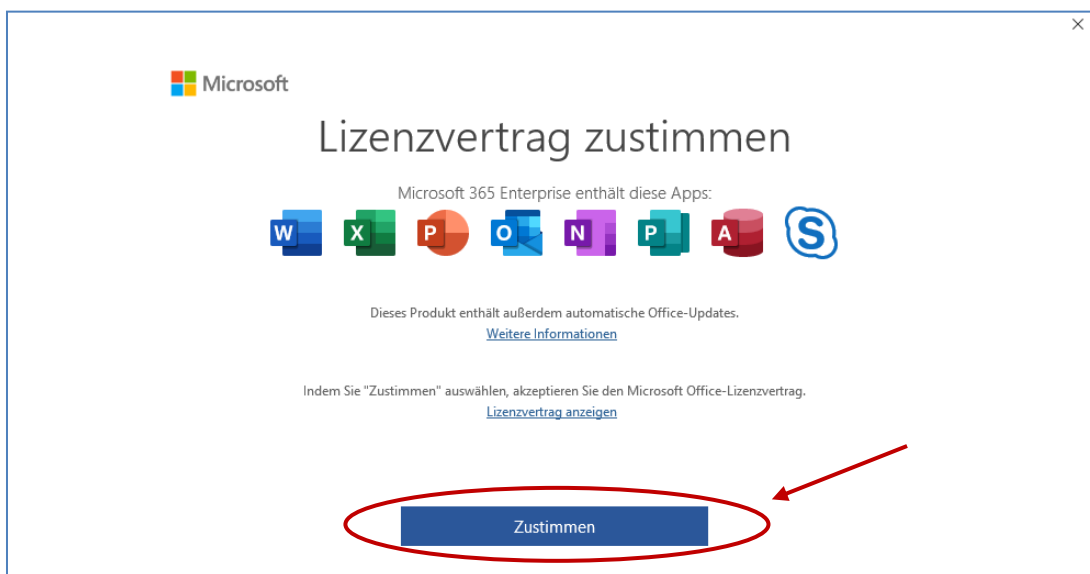 Microsoft
Lizenzvertrag zustimmen
Microsoft 365 Enterprise enthält diese Apps:
W X P O N P A S
Dieses Produkt enthält außerdem automatische Office-Updates.
Weitere Informationen
Indem Sie "Zustimmen" auswählen, akzeptieren Sie den Microsoft Office-Lizenzvertrag.
Lizenzvertrag anzeigen
Zustimmen